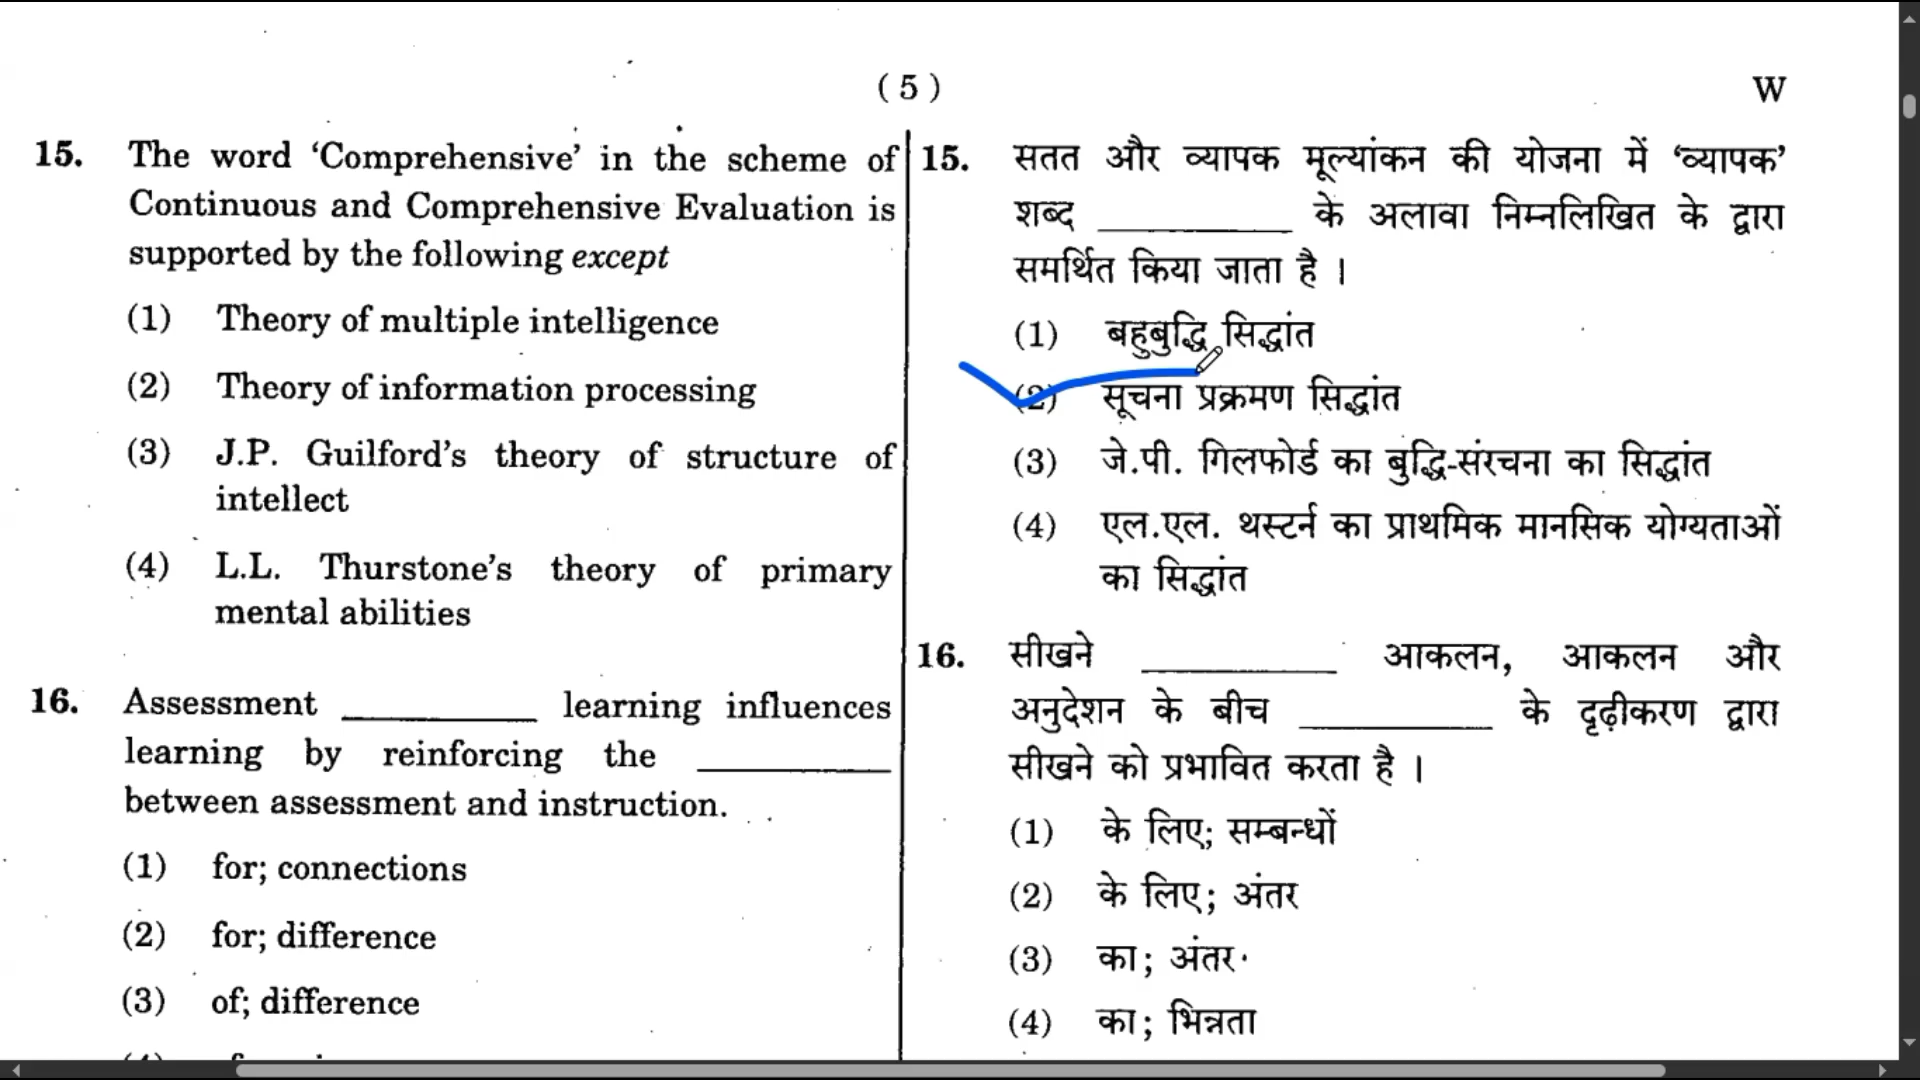 ( 5 )
W
15. The word ‘Comprehensive’ in the scheme of
Continuous and Comprehensive Evaluation is
supported by the following except
(1) Theory of multiple intelligence
(2) Theory of information processing
(3) J.P. Guilford’s theory of structure of
intellect
(4) L.L. Thurstone’s theory of primary
mental abilities
16. Assessment __________ learning influences
learning by reinforcing the __________
between assessment and instruction.
(1) for; connections
(2) for; difference
(3) of; difference
15. सतत और व्यापक मूल्यांकन की योजना में ‘व्यापक’
शब्द __________ के अलावा निम्नलिखित के द्वारा
समर्थित किया जाता है ।
(1) बहुबुद्धि सिद्धांत
(2) सूचना प्रक्रमण सिद्धांत
(3) जे.पी. गिलफोर्ड का बुद्धि-संरचना का सिद्धांत
(4) एल.एल. थस्टर्न का प्राथमिक मानसिक योग्यताओं
का सिद्धांत
16. सीखने __________ आकलन, आकलन और
अनुदेशन के बीच __________ के दृढ़ीकरण द्वारा
सीखने को प्रभावित करता है ।
(1) के लिए; सम्बन्धों
(2) के लिए; अंतर
(3) का; अंतर
(4) का; भिन्नता